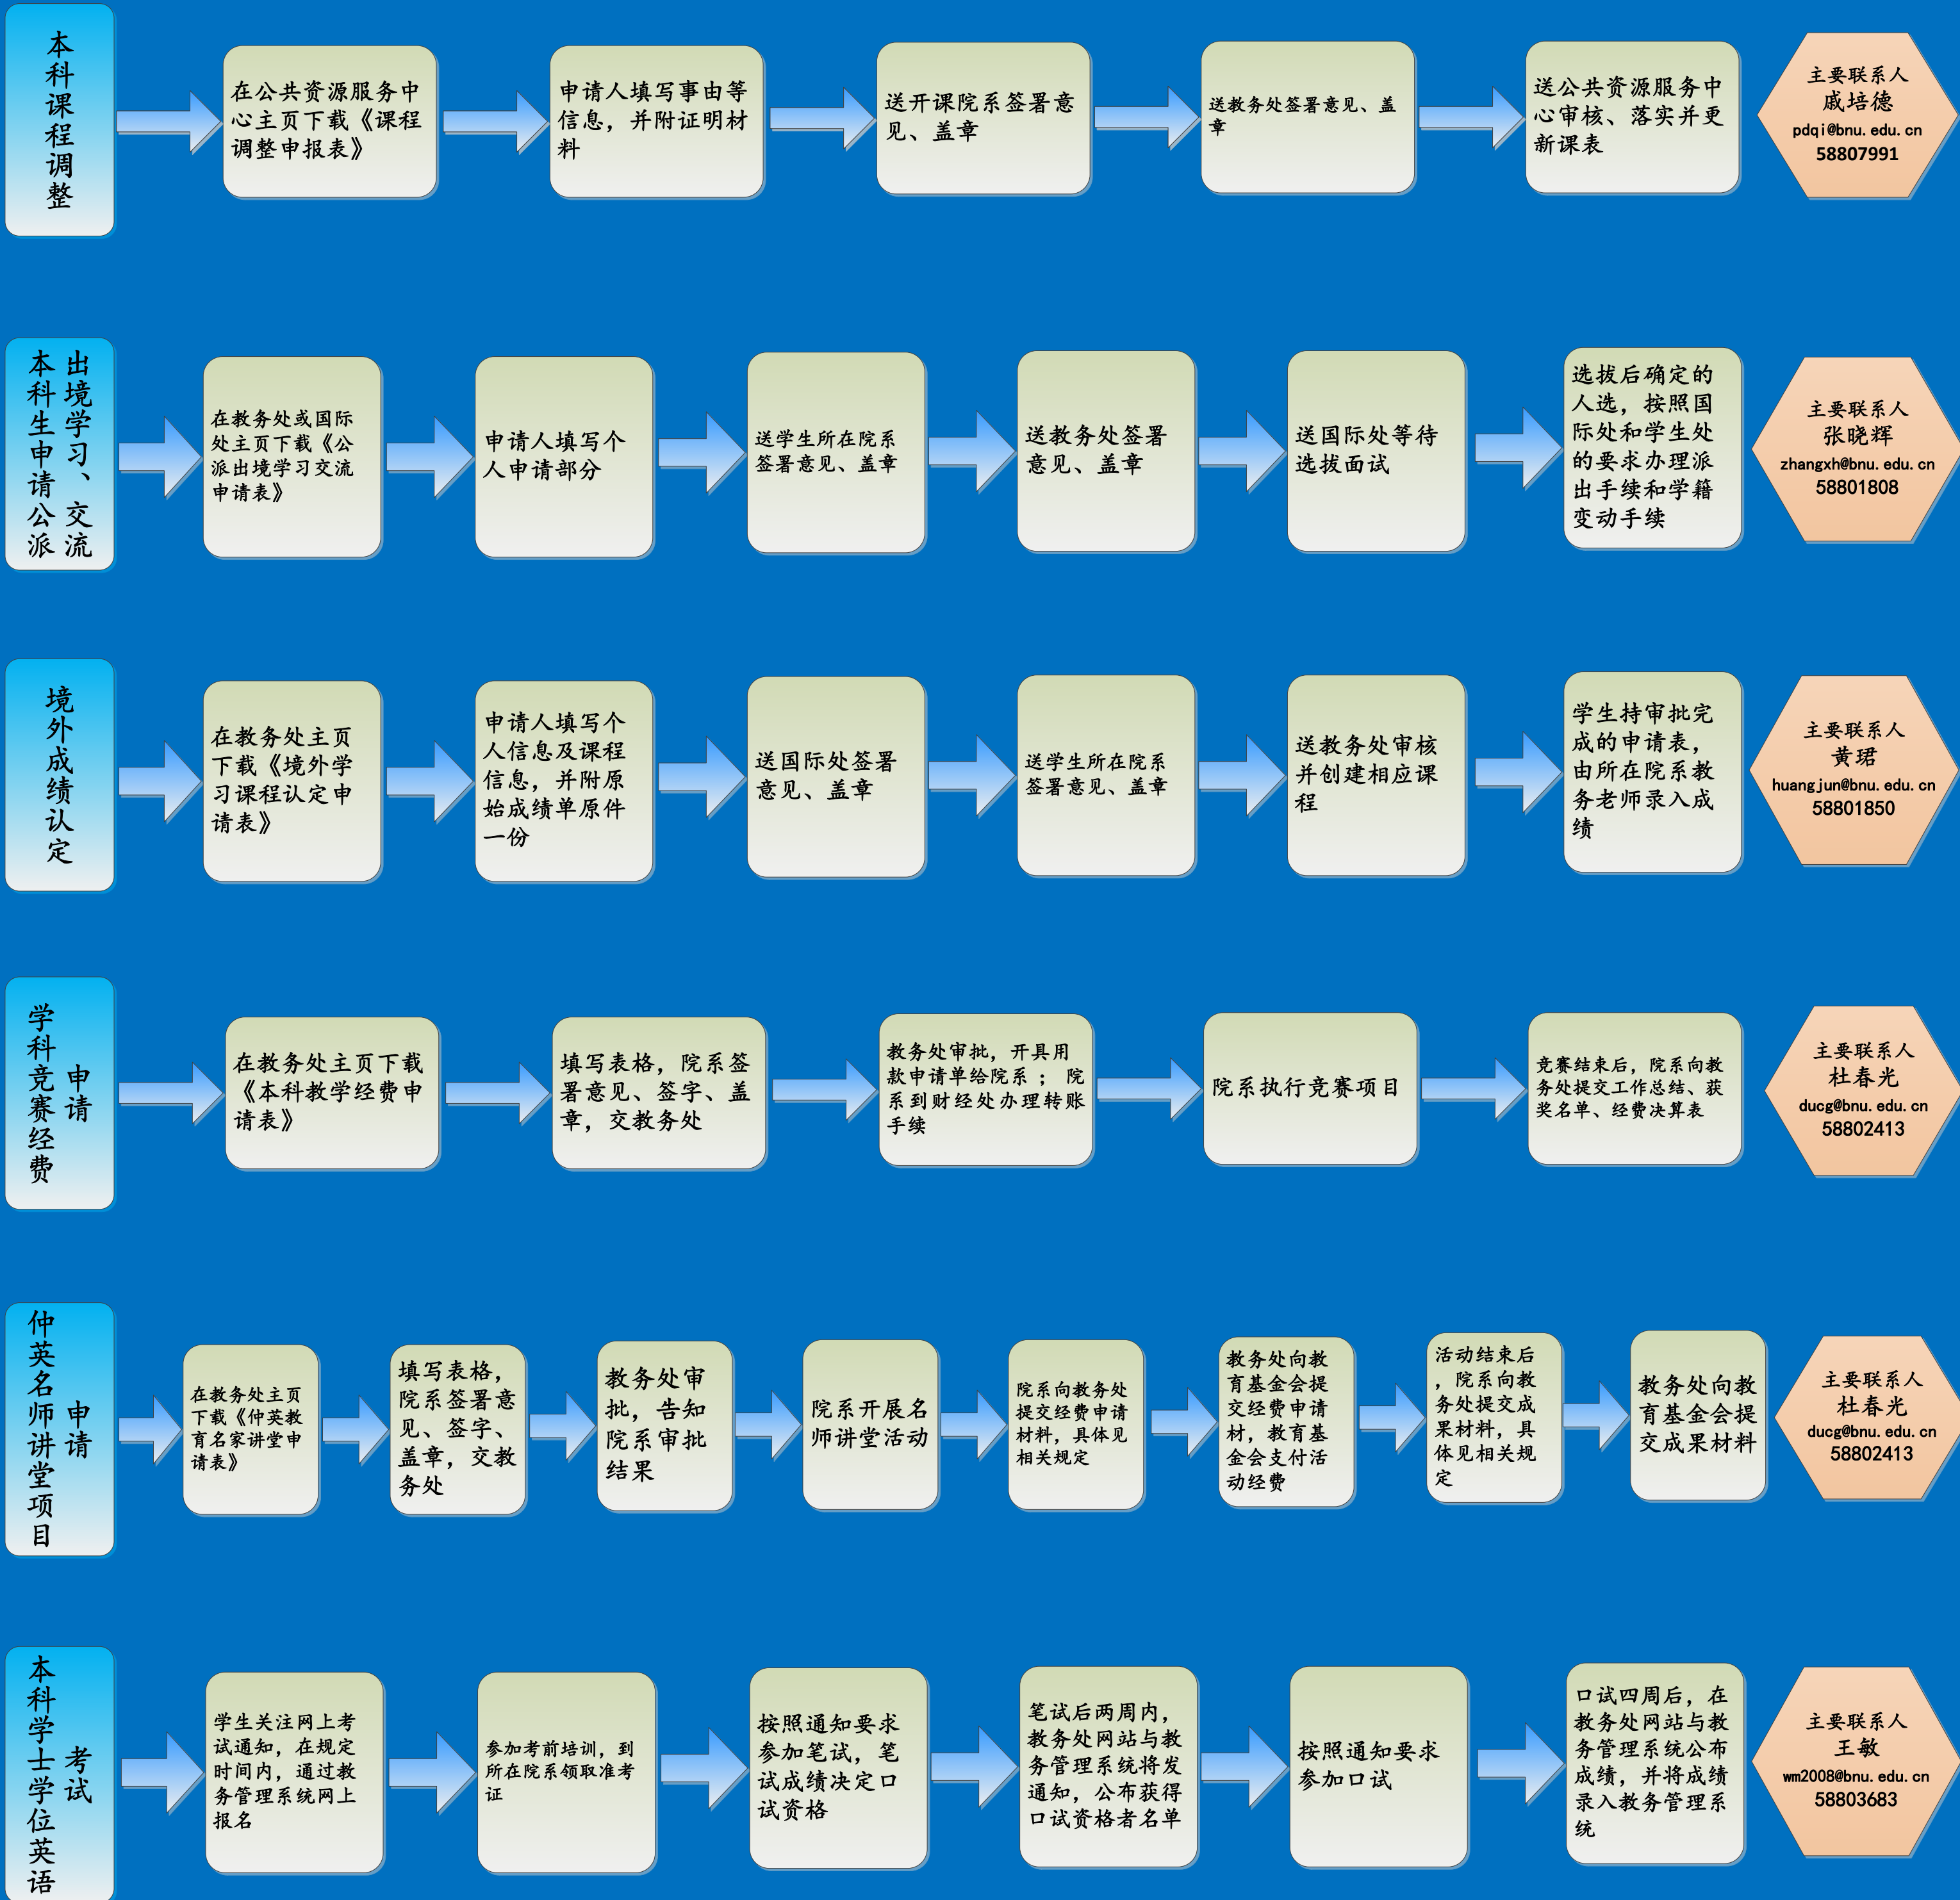 本科课程调整
在公共资源服务中
心主页下载《课程
调整申报表》
申请人填写事由等
信息，并附证明材
料
送开课院系签署意
见、盖章
送教务处签署意见、盖
章
送公共资源服务中
心审核、落实并更
新课表
主要联系人
戚培德
pdqi@bnu.edu.cn
58807991
本科生申请公派
出境学习、交流
在教务处或国际
处主页下载《公
派出境学习交流
申请表》
申请人填写个
人申请部分
送学生所在院系
签署意见、盖章
送教务处签署
意见、盖章
送国际处等待
选拔面试
选拔后确定的
人选，按照国
际处和学生处
的要求办理派
出手续和学籍
变动手续
主要联系人
张晓辉
zhangxh@bnu.edu.cn
58801808
境外成绩认定
在教务处主页
下载《境外学
习课程认定申
请表》
申请人填写个
人信息及课程
信息，并附原
始成绩单原件
一份
送国际处签署
意见、盖章
送学生所在院系
签署意见、盖章
送教务处审核
并创建相应课
程
学生持审批完
成的申请表，
由所在院系教
务老师录入成
绩
主要联系人
黄珺
huangjun@bnu.edu.cn
58801850
学科竞赛经费
申请
在教务处主页下载
《本科教学经费申
请表》
填写表格，院系签
署意见、签字、盖
章，交教务处
教务处审批，开具用
款申请单给院系 ； 院
系到财经处办理转账
手续
院系执行竞赛项目
竞赛结束后，院系向教
务处提交工作总结、获
奖名单、经费决算表
主要联系人
杜春光
ducg@bnu.edu.cn
58802413
仲英名师讲堂项目
申请
在教务处主页
下载《仲英教
育名家讲堂申
请表》
填写表格，
院系签署意
见、签字、
盖章，交教
务处
教务处审
批，告知
院系审批
结果
院系开展名
师讲堂活动
院系向教务处
提交经费申请
材料，具体见
相关规定
教务处向教
育基金会提
交经费申请
材，教育基
金会支付活
动经费
活动结束后
，院系向教
务处提交成
果材料，具
体见相关规
定
教务处向教
育基金会提
交成果材料
主要联系人
杜春光
ducg@bnu.edu.cn
58802413
本科学士学位英语
考试
学生关注网上考
试通知，在规定
时间内，通过教
务管理系统网上
报名
参加考前培训，到
所在院系领取准考
证
按照通知要求
参加笔试，笔
试成绩决定口
试资格
笔试后两周内，
教务处网站与教
务管理系统将发
通知，公布获得
口试资格者名单
按照通知要求
参加口试
口试四周后，在
教务处网站与教
务管理系统公布
成绩，并将成绩
录入教务管理系
统
主要联系人
王敏
wm2008@bnu.edu.cn
58803683